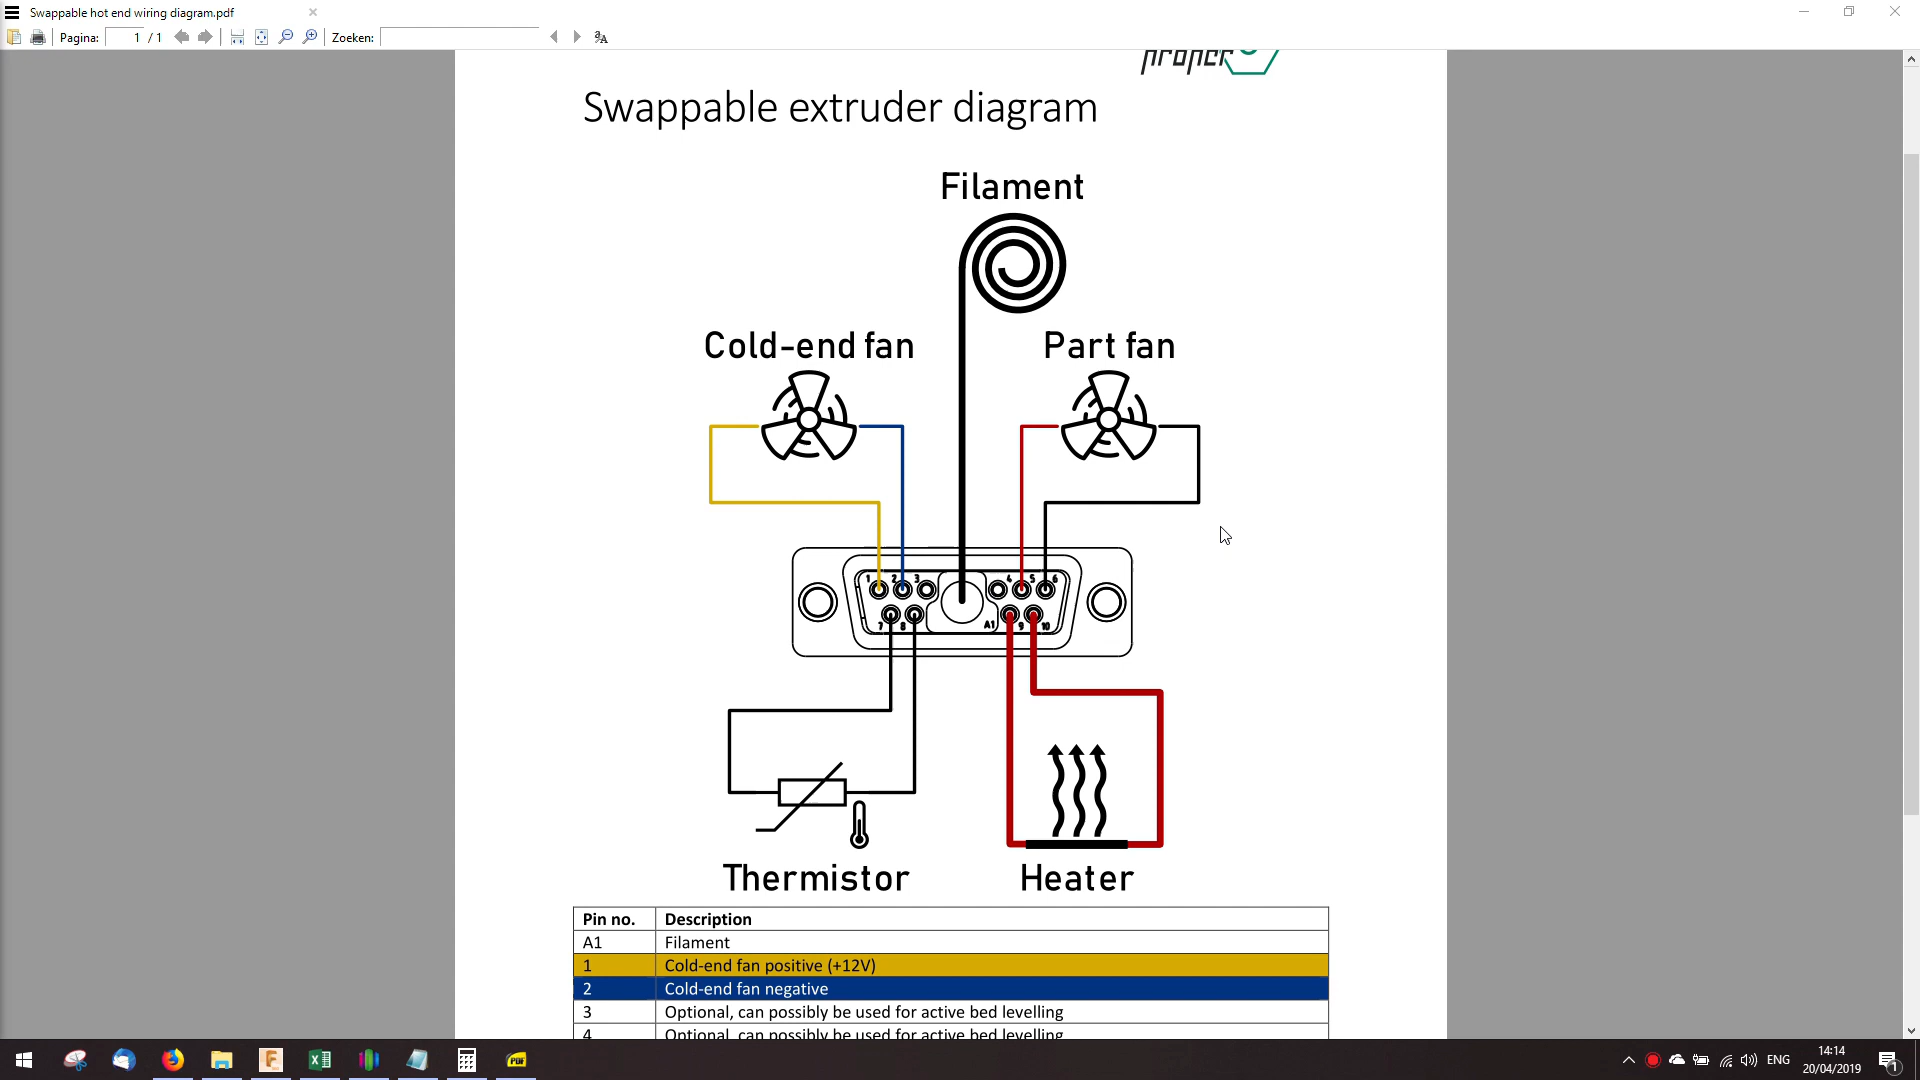 Swappable hot end wiring diagram.pdf
Pagina: 1 / 1 Zoeken:
proper
Swappable extruder diagram
Filament
Cold-end fan Part fan
1 2 3 4 5 6
7 8 A1 9 10
Thermistor Heater
Pin no. Description
A1 Filament
1 Cold-end fan positive (+12V)
2 Cold-end fan negative
3 Optional, can possibly be used for active bed levelling
4 Optional, can possibly be used for active bed levelling
PDF
ENG
14:14
20/04/2019
1